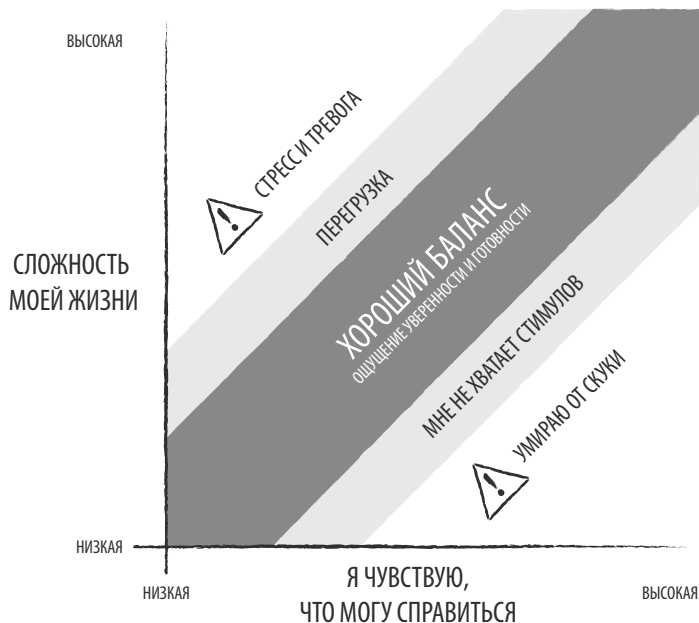 ВЫСОКАЯ
СТРЕСС И ТРЕВОГА
ПЕРЕГРУЗКА
ХОРОШИЙ БАЛАНС
ОЩУЩЕНИЕ УВЕРЕННОСТИ И ГОТОВНОСТИ
СЛОЖНОСТЬ
МОЕЙ ЖИЗНИ
МНЕ НЕ ХВАТАЕТ СТИМУЛОВ
УМИРАЮ ОТ СКУКИ
НИЗКАЯ
НИЗКАЯ
Я ЧУВСТВУЮ,
ЧТО МОГУ СПРАВИТЬСЯ
ВЫСОКАЯ